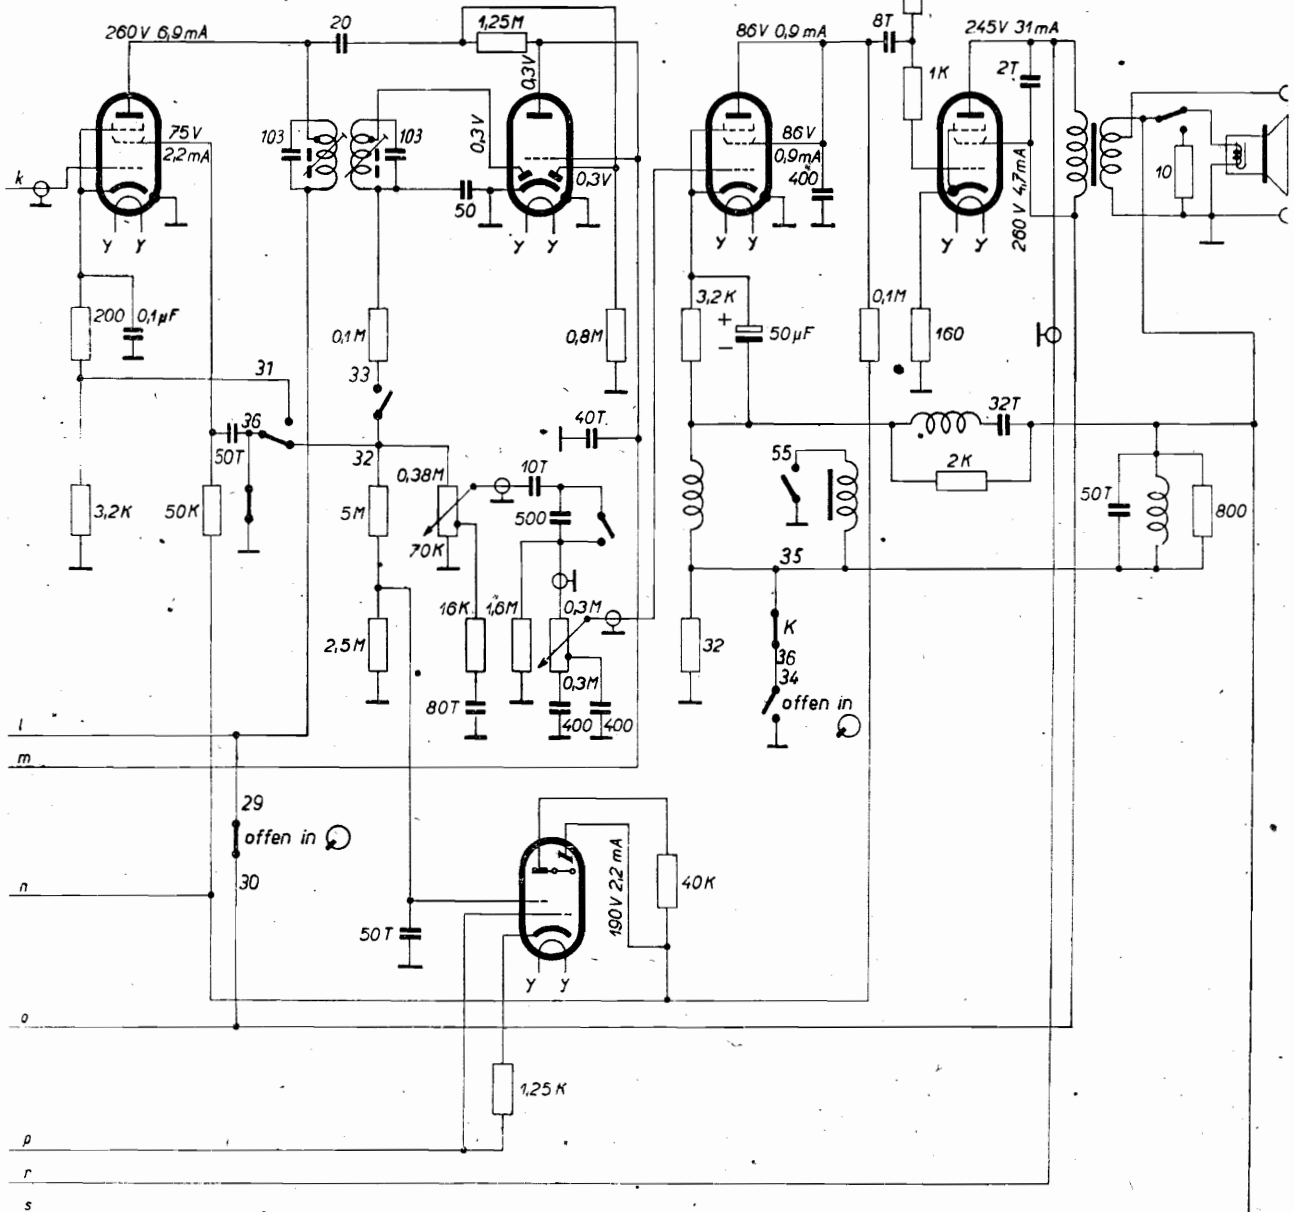 260V 6,9mA
20
1,25M
86V 0,9mA
8T
245V 31mA
1K
2T
0,3V
0,3V
75V
2,2mA
103
103
86V
0,9mA
400
0,3V
260V 4,7mA
10
k
50
Y Y
Y Y
Y Y
Y Y
200
0,1µF
0,1M
0,8M
3,2K
+
−
50µF
0,1M
160
31
33
36
50T
32
40T
32T
2K
0,38M
10T
55
3,2K
50K
5M
70K
500
50T
800
35
16K
1,6M
0,3M
2,5M
32
K
36
34
offen in
0,3M
80T
400
400
l
m
29
offen in
30
n
190V 2,2mA
40K
50T
Y Y
o
1,25K
p
r
s